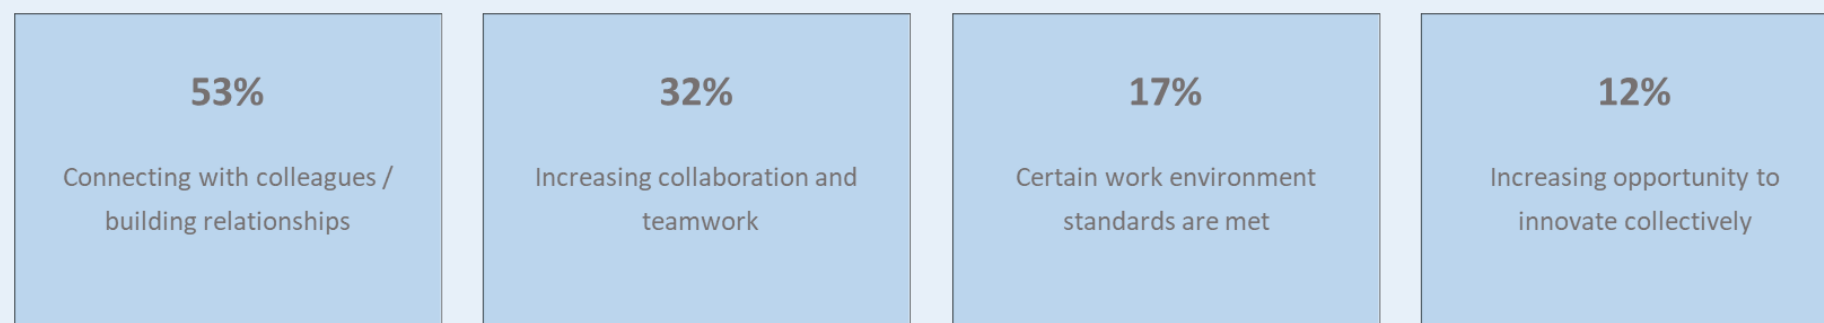 53%
Connecting with colleagues /
building relationships
32%
Increasing collaboration and
teamwork
17%
Certain work environment
standards are met
12%
Increasing opportunity to
innovate collectively